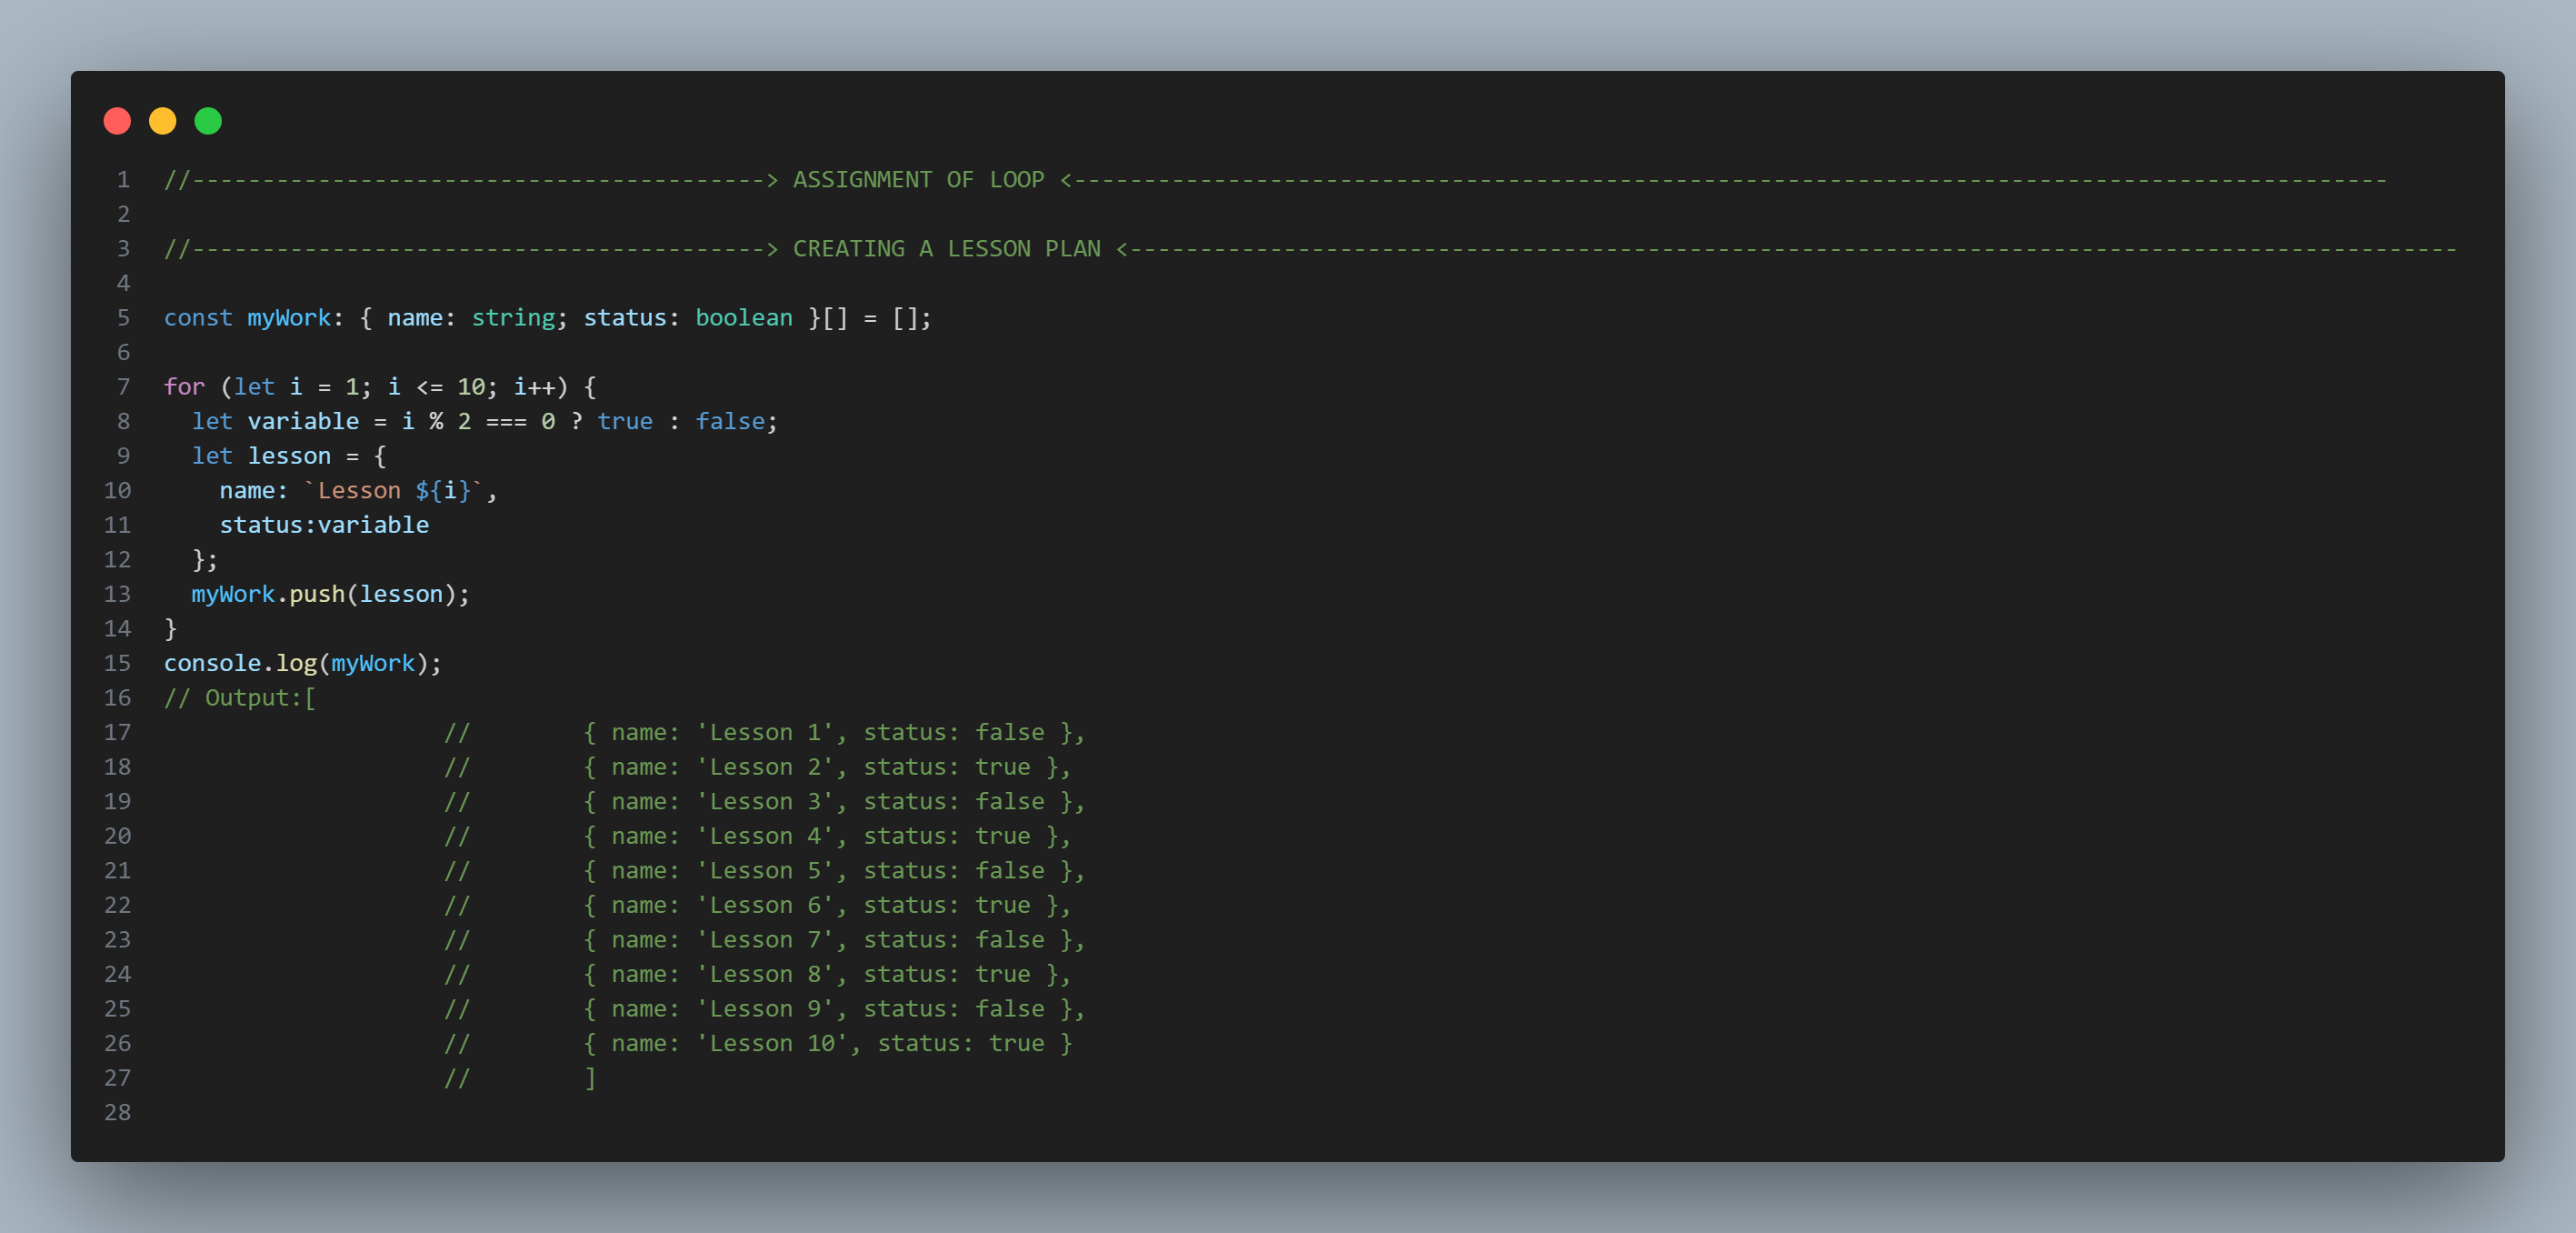 1 //-----------------------------------------> ASSIGNMENT OF LOOP <----------------------------------------------------------------------------------------------
2
3 //-----------------------------------------> CREATING A LESSON PLAN <-----------------------------------------------------------------------------------------------
4
5 const myWork: { name: string; status: boolean }[] = [];
6
7 for (let i = 1; i <= 10; i++) {
8   let variable = i % 2 === 0 ? true : false;
9   let lesson = {
10     name: `Lesson ${i}`,
11     status:variable
12   };
13   myWork.push(lesson);
14 }
15 console.log(myWork);
16 // Output:[
17                     //        { name: 'Lesson 1', status: false },
18                     //        { name: 'Lesson 2', status: true },
19                     //        { name: 'Lesson 3', status: false },
20                     //        { name: 'Lesson 4', status: true },
21                     //        { name: 'Lesson 5', status: false },
22                     //        { name: 'Lesson 6', status: true },
23                     //        { name: 'Lesson 7', status: false },
24                     //        { name: 'Lesson 8', status: true },
25                     //        { name: 'Lesson 9', status: false },
26                     //        { name: 'Lesson 10', status: true }
27                     //        ]
28